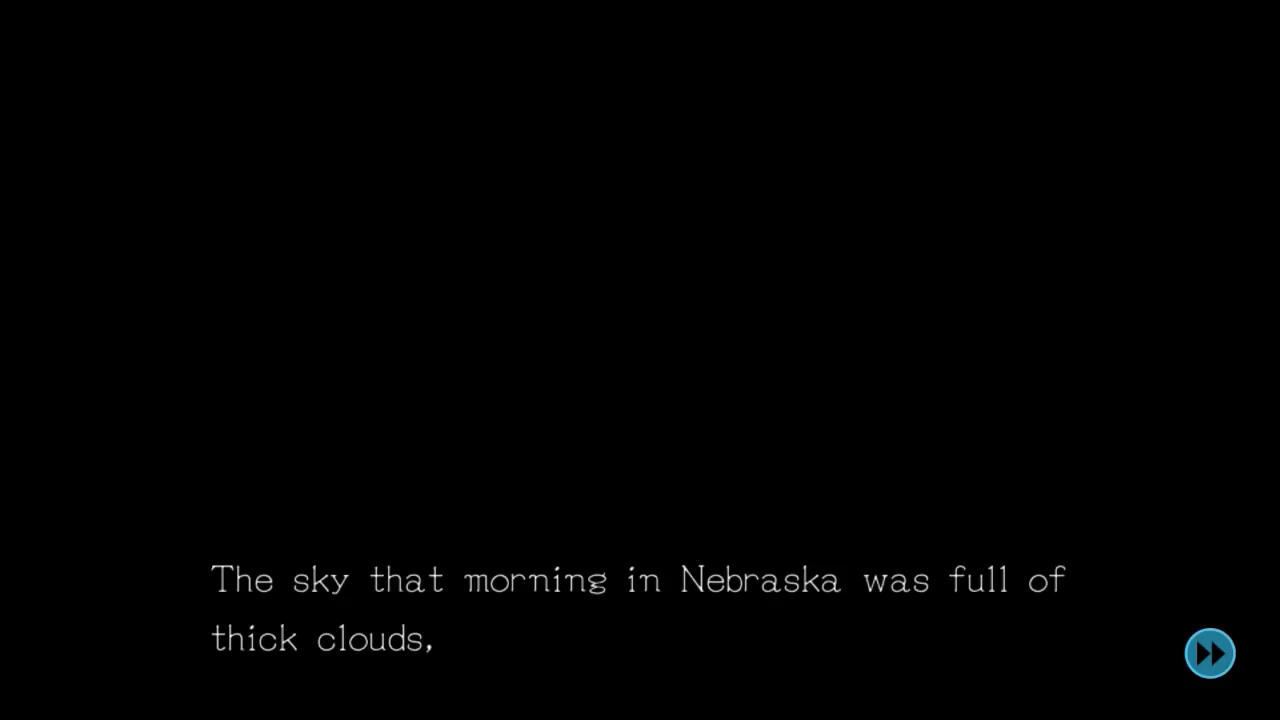 The sky that morning in Nebraska was full of
thick clouds,